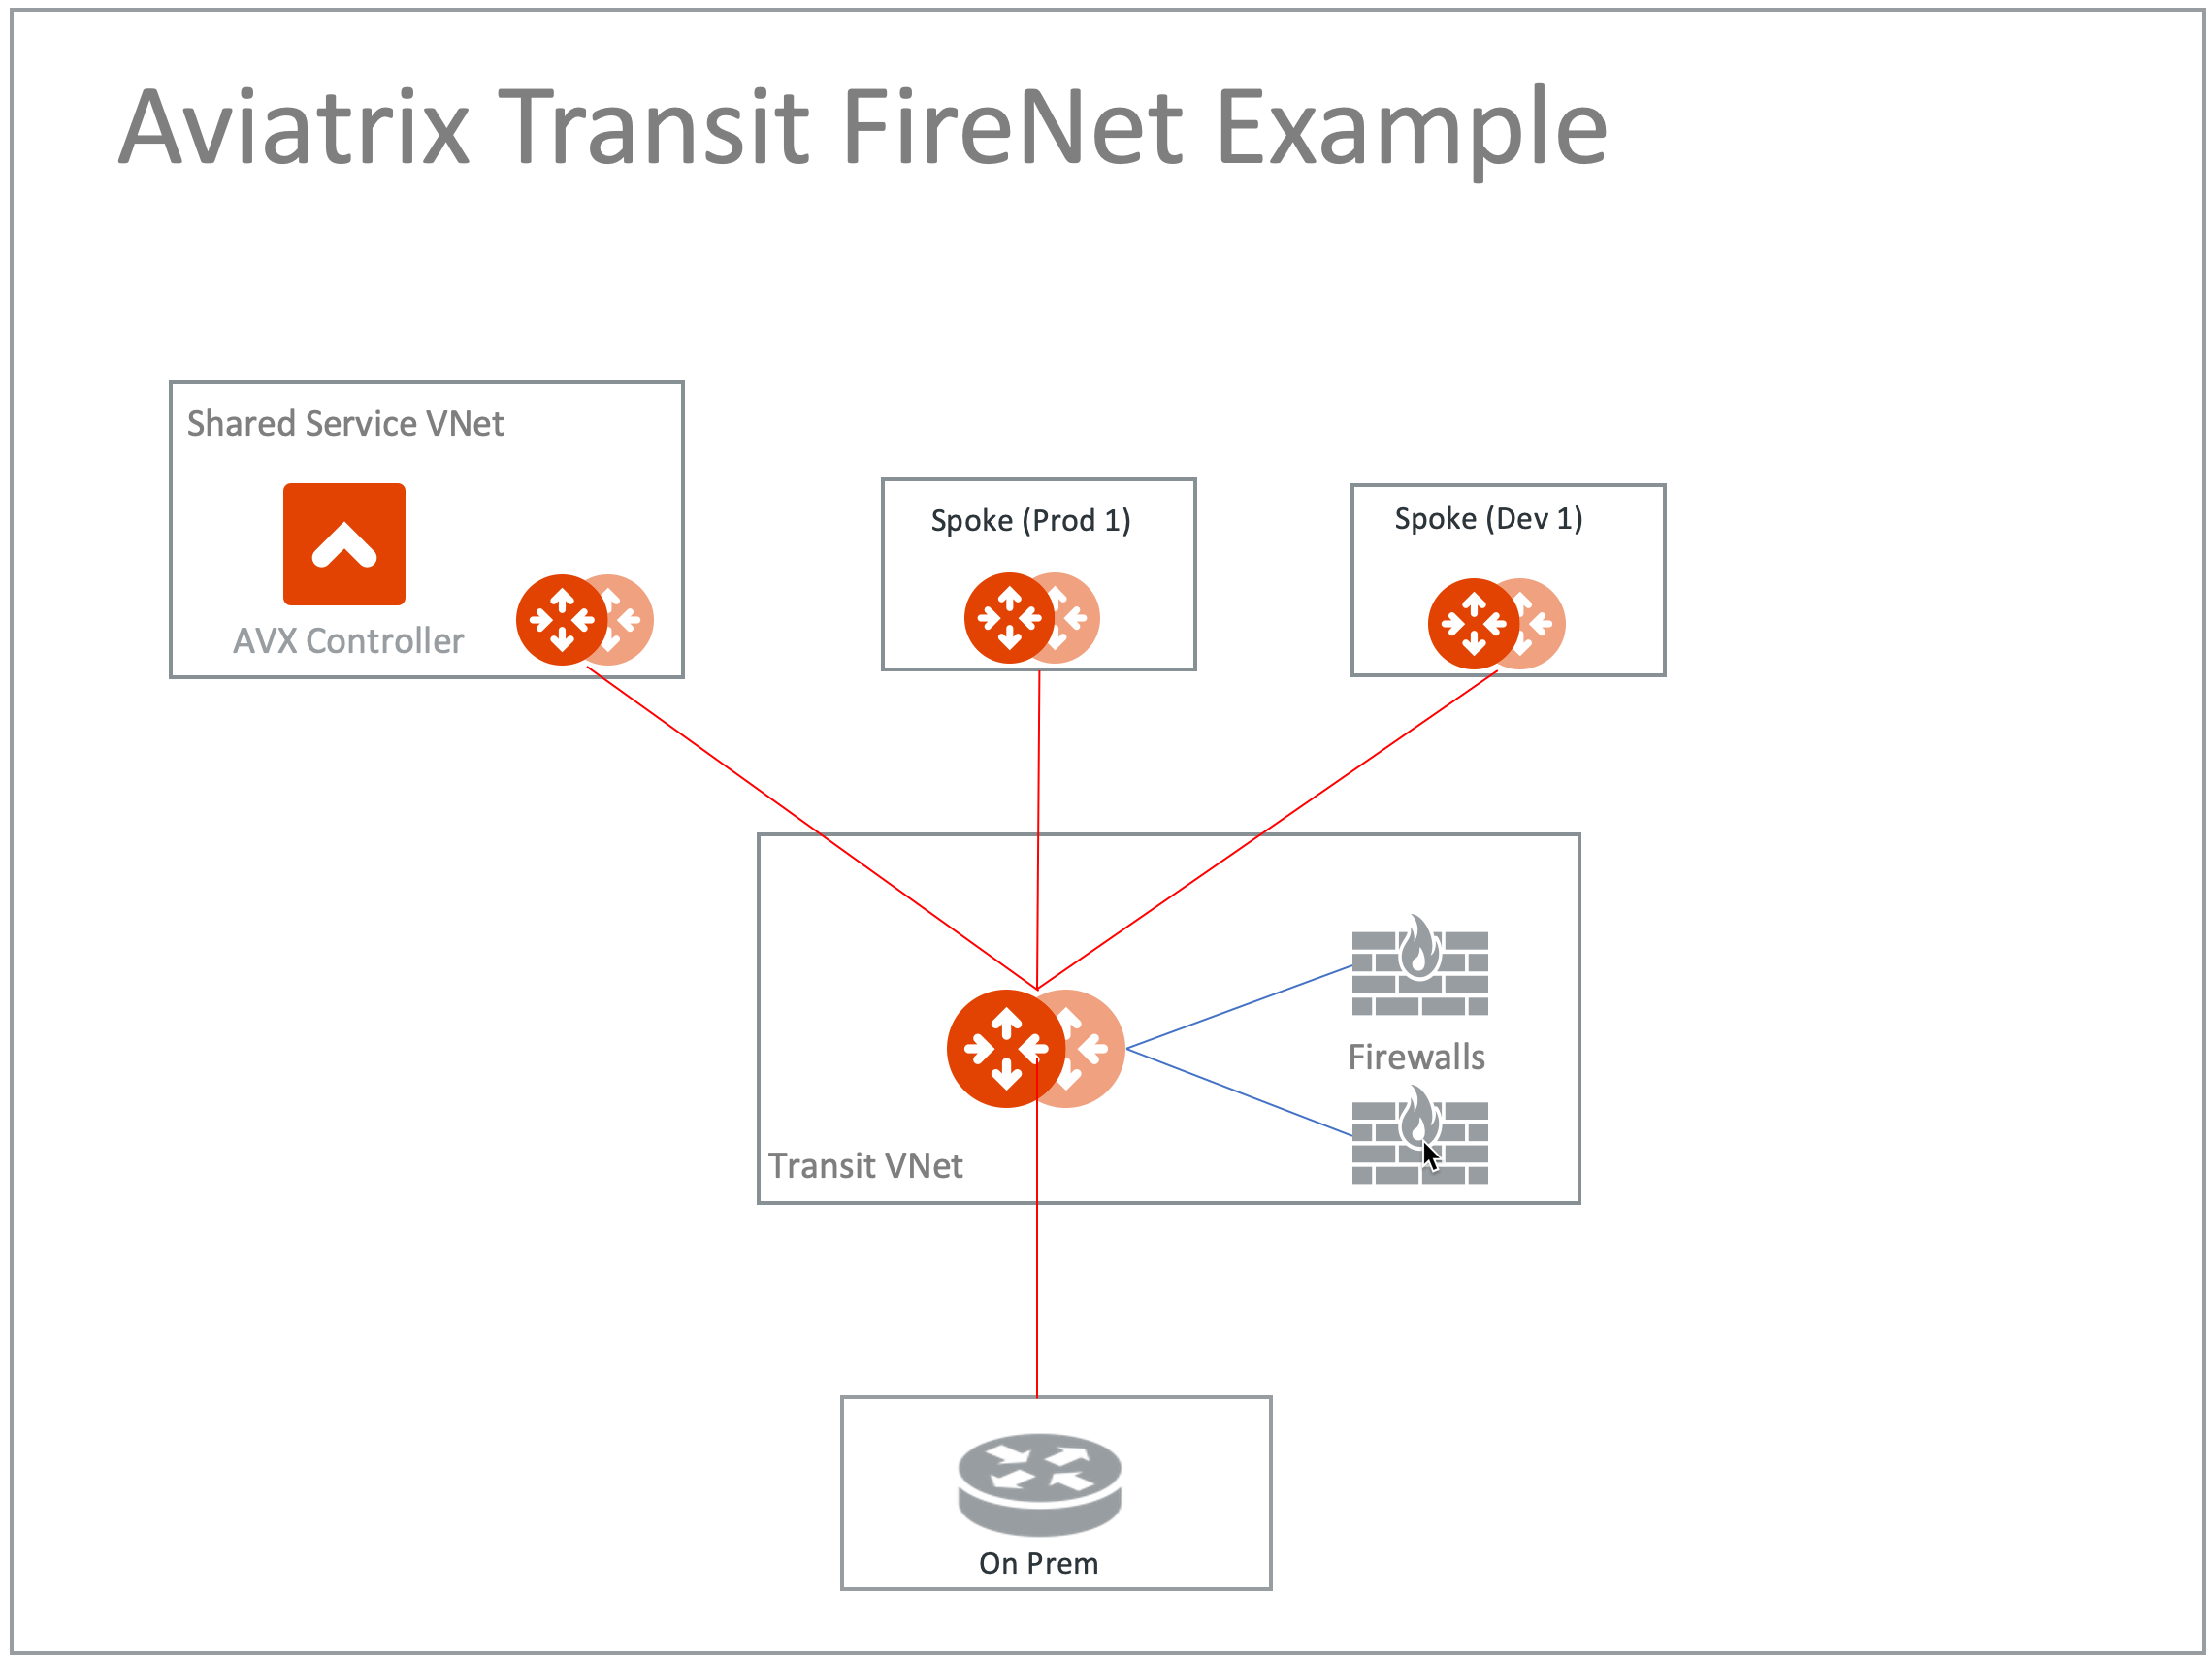 Aviatrix Transit FireNet Example
Shared Service VNet
AVX Controller
Spoke (Prod 1)
Spoke (Dev 1)
Firewalls
Transit VNet
On Prem